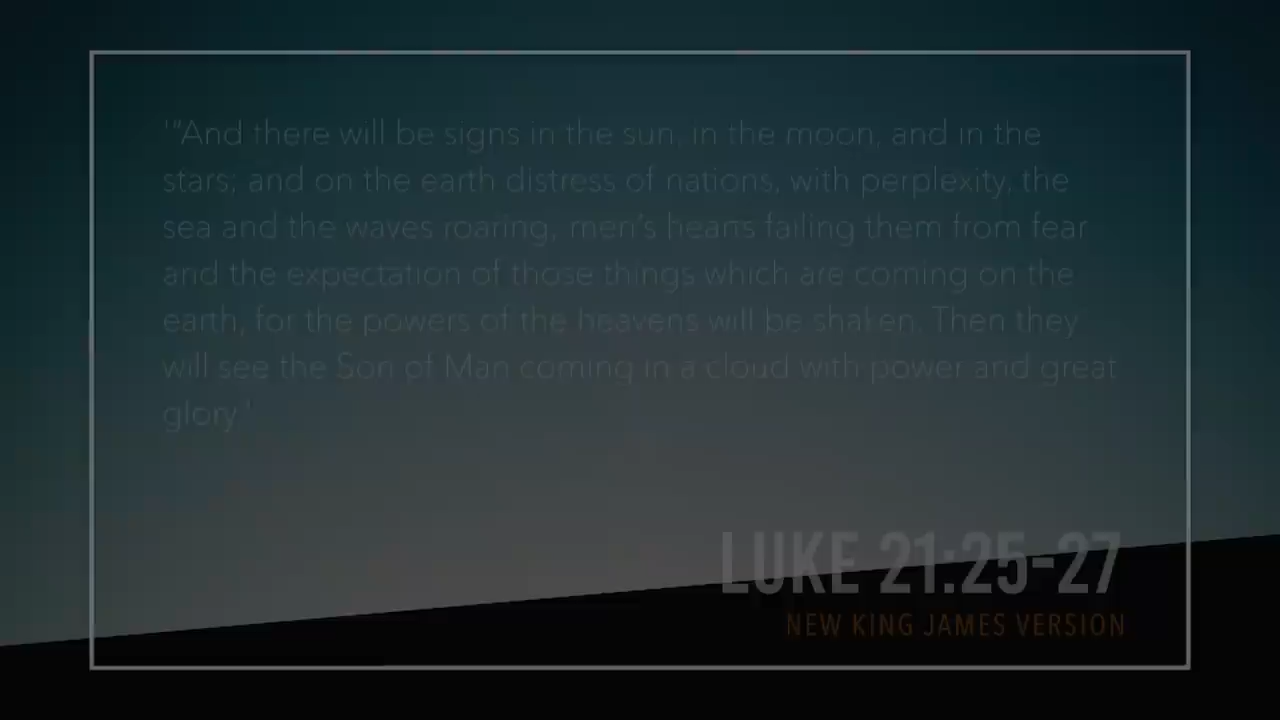 '"And there will be signs in the sun, in the moon, and in the
stars; and on the earth distress of nations, with perplexity, the
sea and the waves roaring, men's hearts failing them from fear
and the expectation of those things which are coming on the
earth, for the powers of the heavens will be shaken. Then they
will see the Son of Man coming in a cloud with power and great
glory"'
LUKE 21:25-27
NEW KING JAMES VERSION